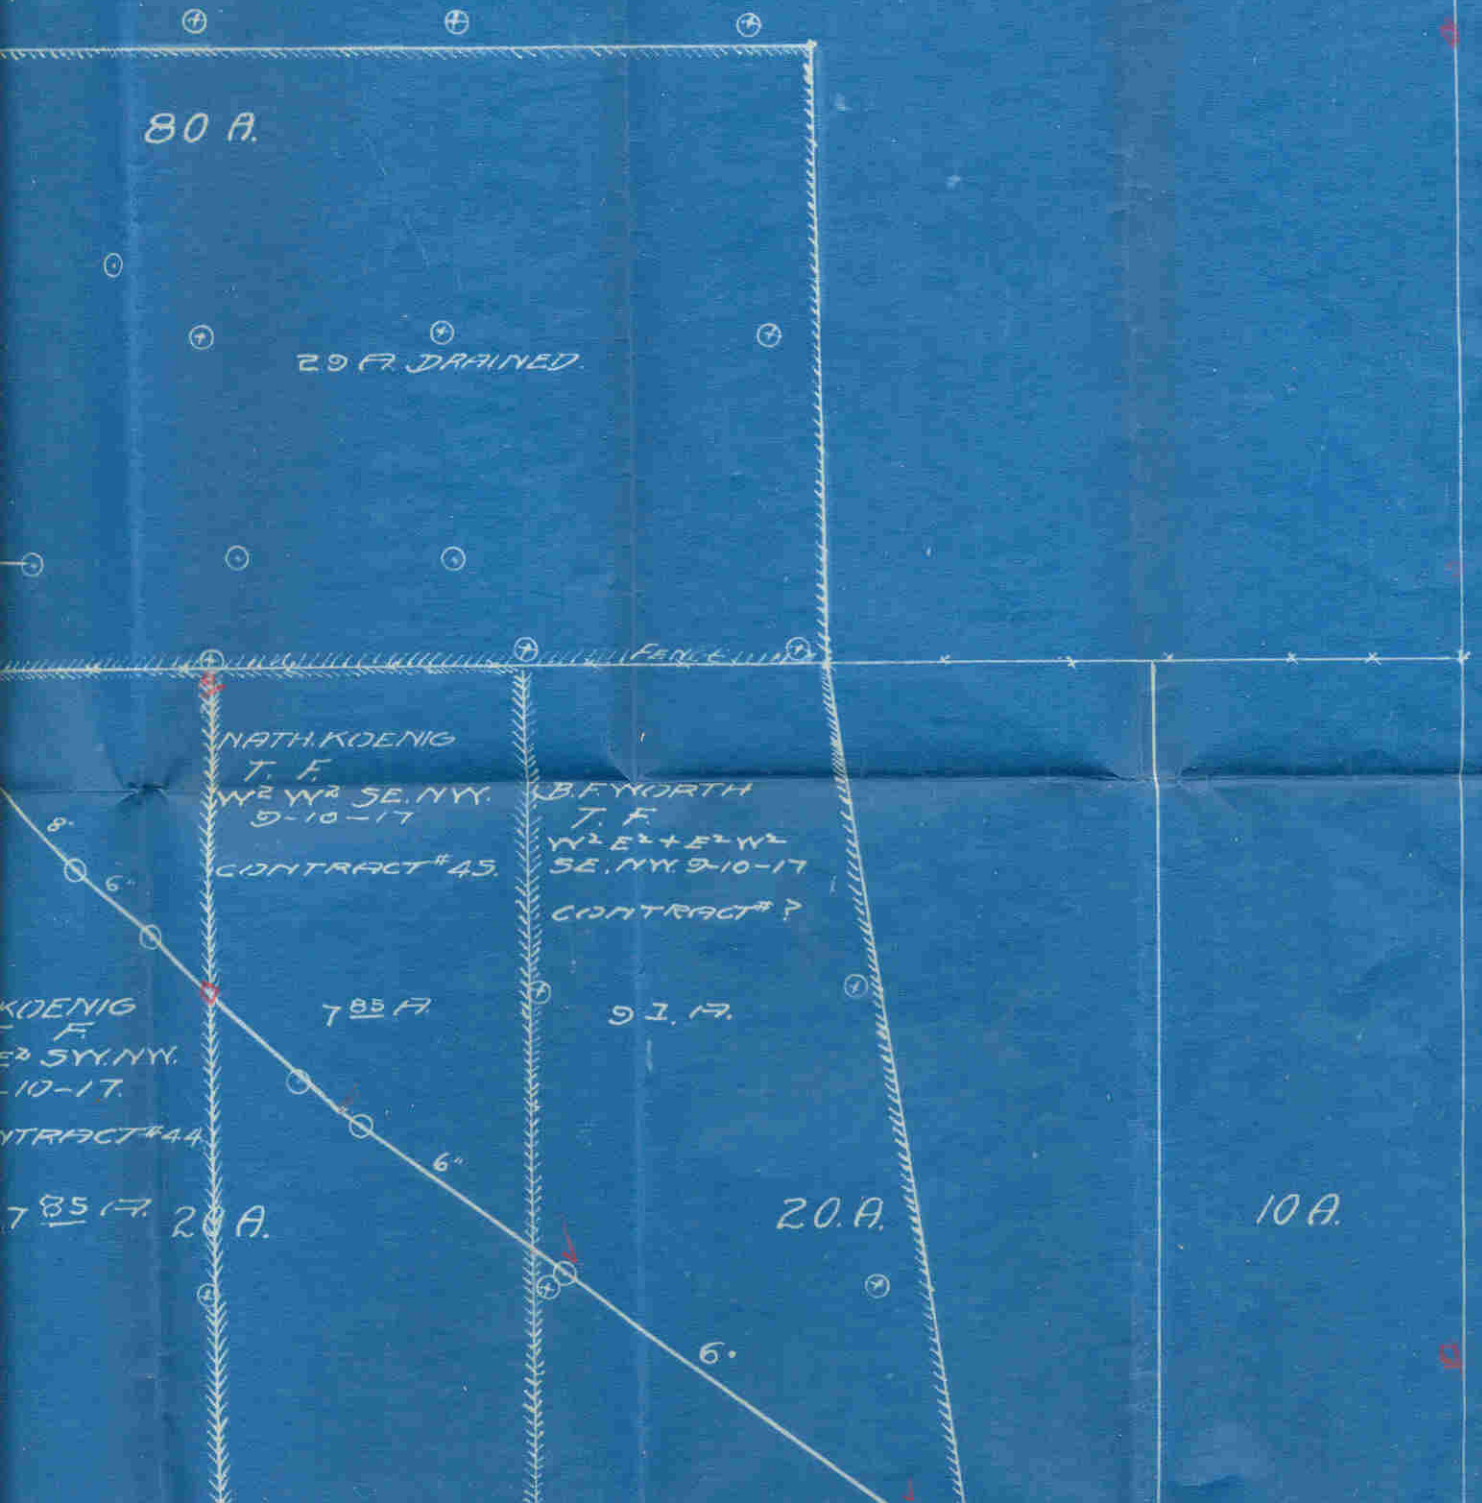 80 A.
29 A. DRAINED.
FENCE
NATH. KOENIG
T. F.
W² W² SE. NW.
9-10-17
CONTRACT # 45.
B.F. WORTH
T. F.
W² E² + E² W²
SE. NW. 9-10-17
CONTRACT # ?
8"
6"
KOENIG
F.
E² SW. NW.
-10-17.
NTRACT # 44
7 85 A.
7 85 A.
9 1. A.
6"
20 A.
20. A.
10 A.
6"